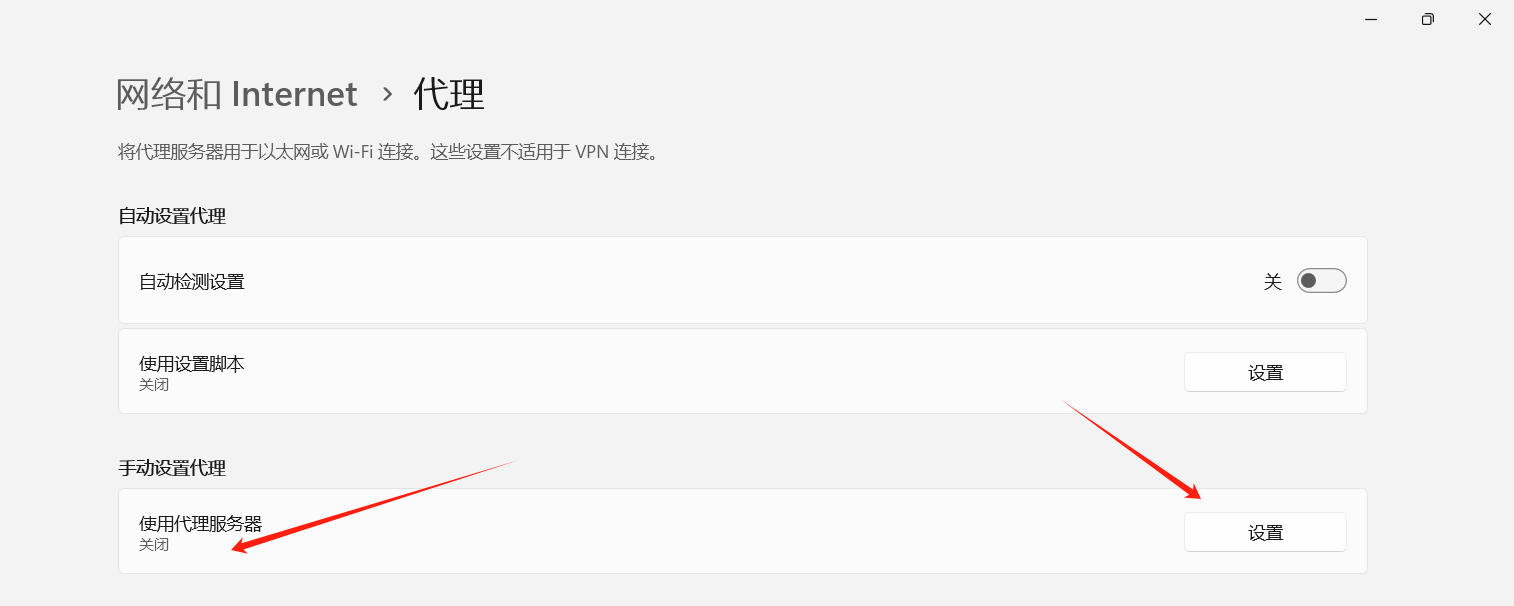 网络和 Internet › 代理
将代理服务器用于以太网或 Wi-Fi 连接。这些设置不适用于 VPN 连接。
自动设置代理
自动检测设置 关
使用设置脚本
关闭
设置
手动设置代理
使用代理服务器
关闭
设置